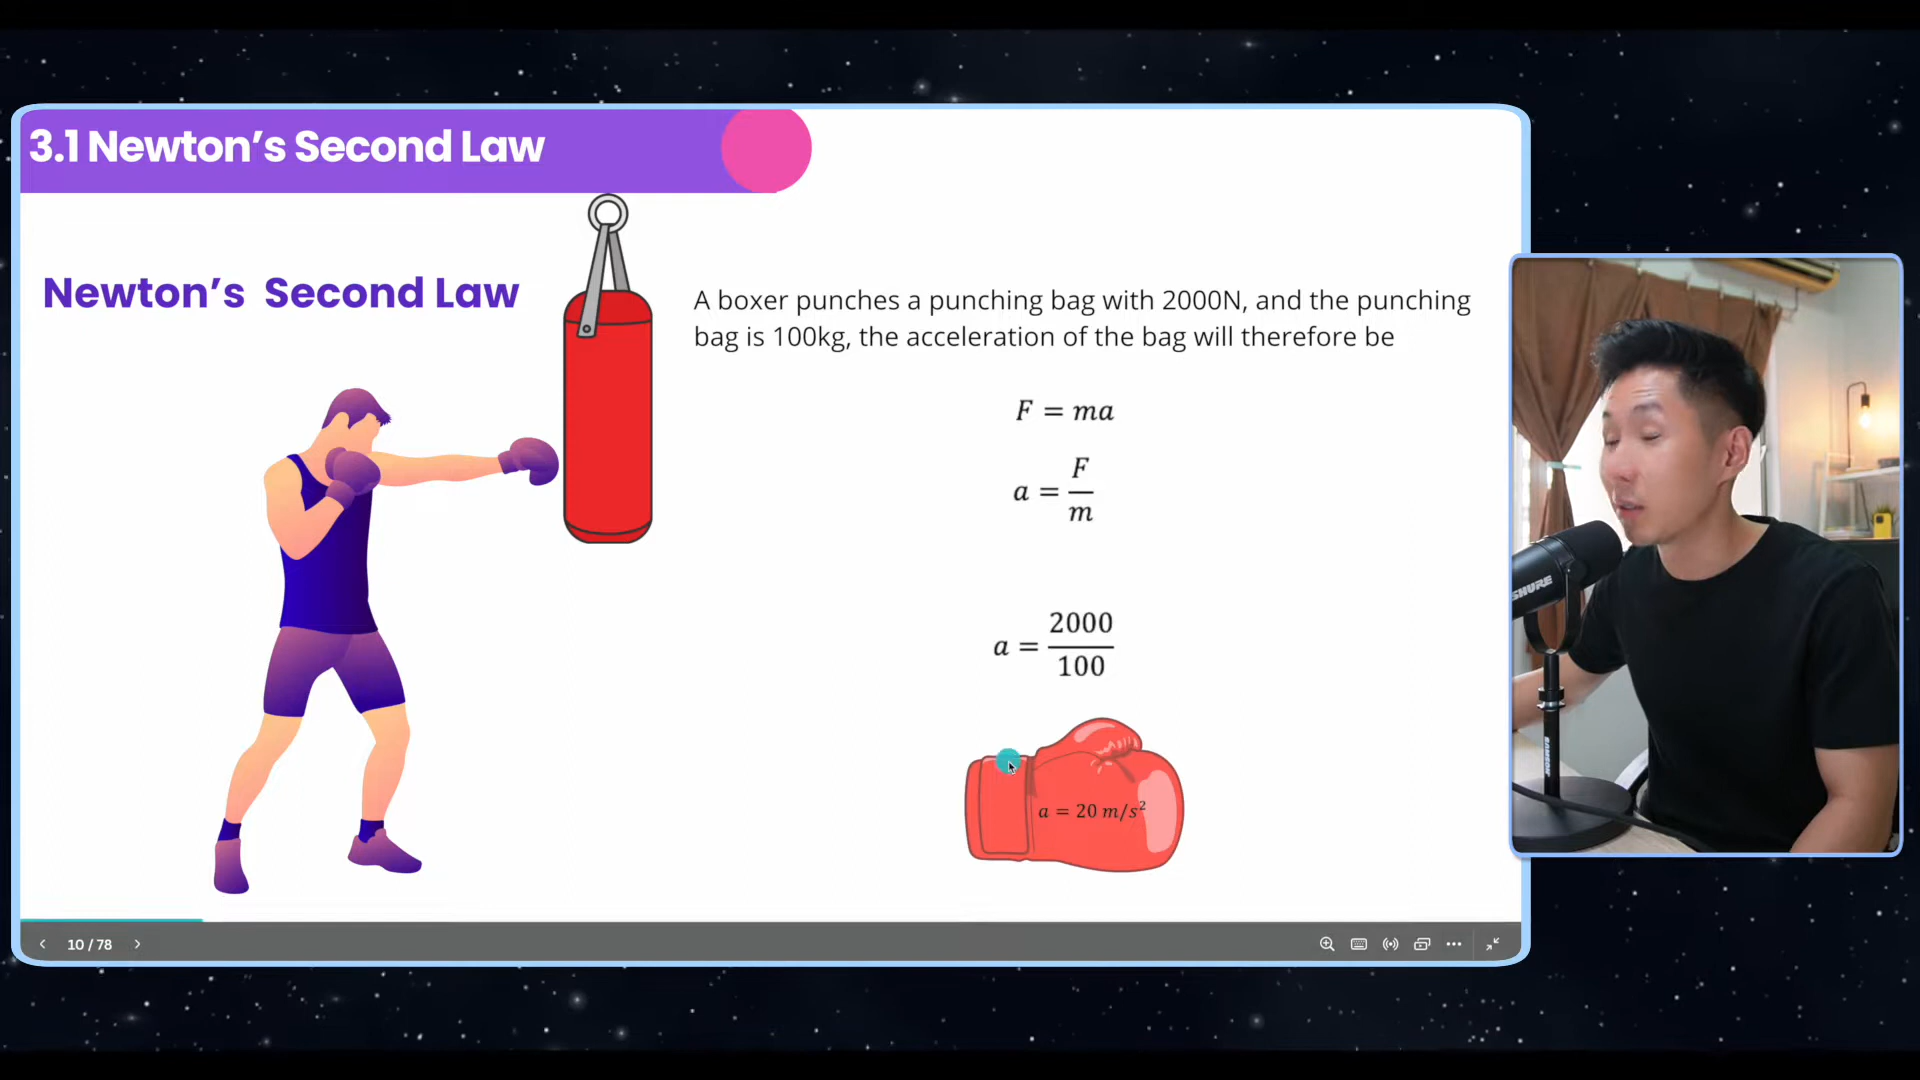 3.1 Newton’s Second Law
Newton’s Second Law
A boxer punches a punching bag with 2000N, and the punching
bag is 100kg, the acceleration of the bag will therefore be
F = ma
a = F/m
a = 2000/100
a = 20 m/s²
10 / 78
SHURE
SAMSON